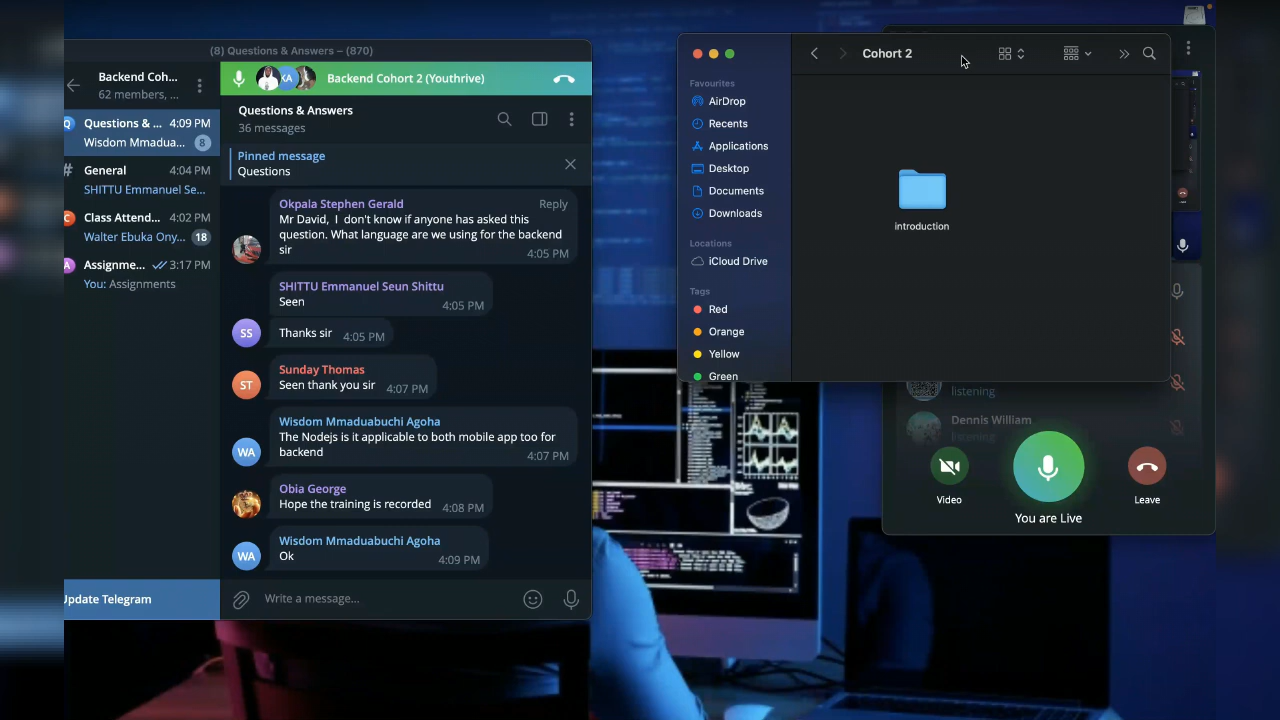 (8) Questions & Answers – (870)
Backend Coh...
62 members, ...
Questions & ... 4:09 PM
Wisdom Mmadua... 8
General 4:04 PM
SHITTU Emmanuel Se...
Class Attend... 4:02 PM
Walter Ebuka Ony... 18
Assignme... 3:17 PM
You: Assignments
Update Telegram
Backend Cohort 2 (Youthrive)
Questions & Answers
36 messages
Pinned message
Questions
Okpala Stephen Gerald Reply
Mr David, I don't know if anyone has asked this
question. What language are we using for the backend
sir
4:05 PM
SHITTU Emmanuel Seun Shittu
Seen
4:05 PM
SS
Thanks sir 4:05 PM
Sunday Thomas
ST
Seen thank you sir 4:07 PM
Wisdom Mmaduabuchi Agoha
The Nodejs is it applicable to both mobile app too for
WA
backend 4:07 PM
Obia George
Hope the training is recorded 4:08 PM
Wisdom Mmaduabuchi Agoha
WA
Ok 4:09 PM
Write a message...
Cohort 2
Favourites
AirDrop
Recents
Applications
Desktop
Documents
Downloads
Locations
iCloud Drive
Tags
Red
Orange
Yellow
Green
introduction
listening
Dennis William
listening
Video
Leave
You are Live